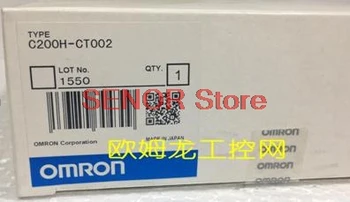 TYPE
C200H-CT002
LOT No.
QTY.
1550
1
SENOR Store
OMRON Corporation
MADE IN JAPAN
OMRON
欧姆龙工控网